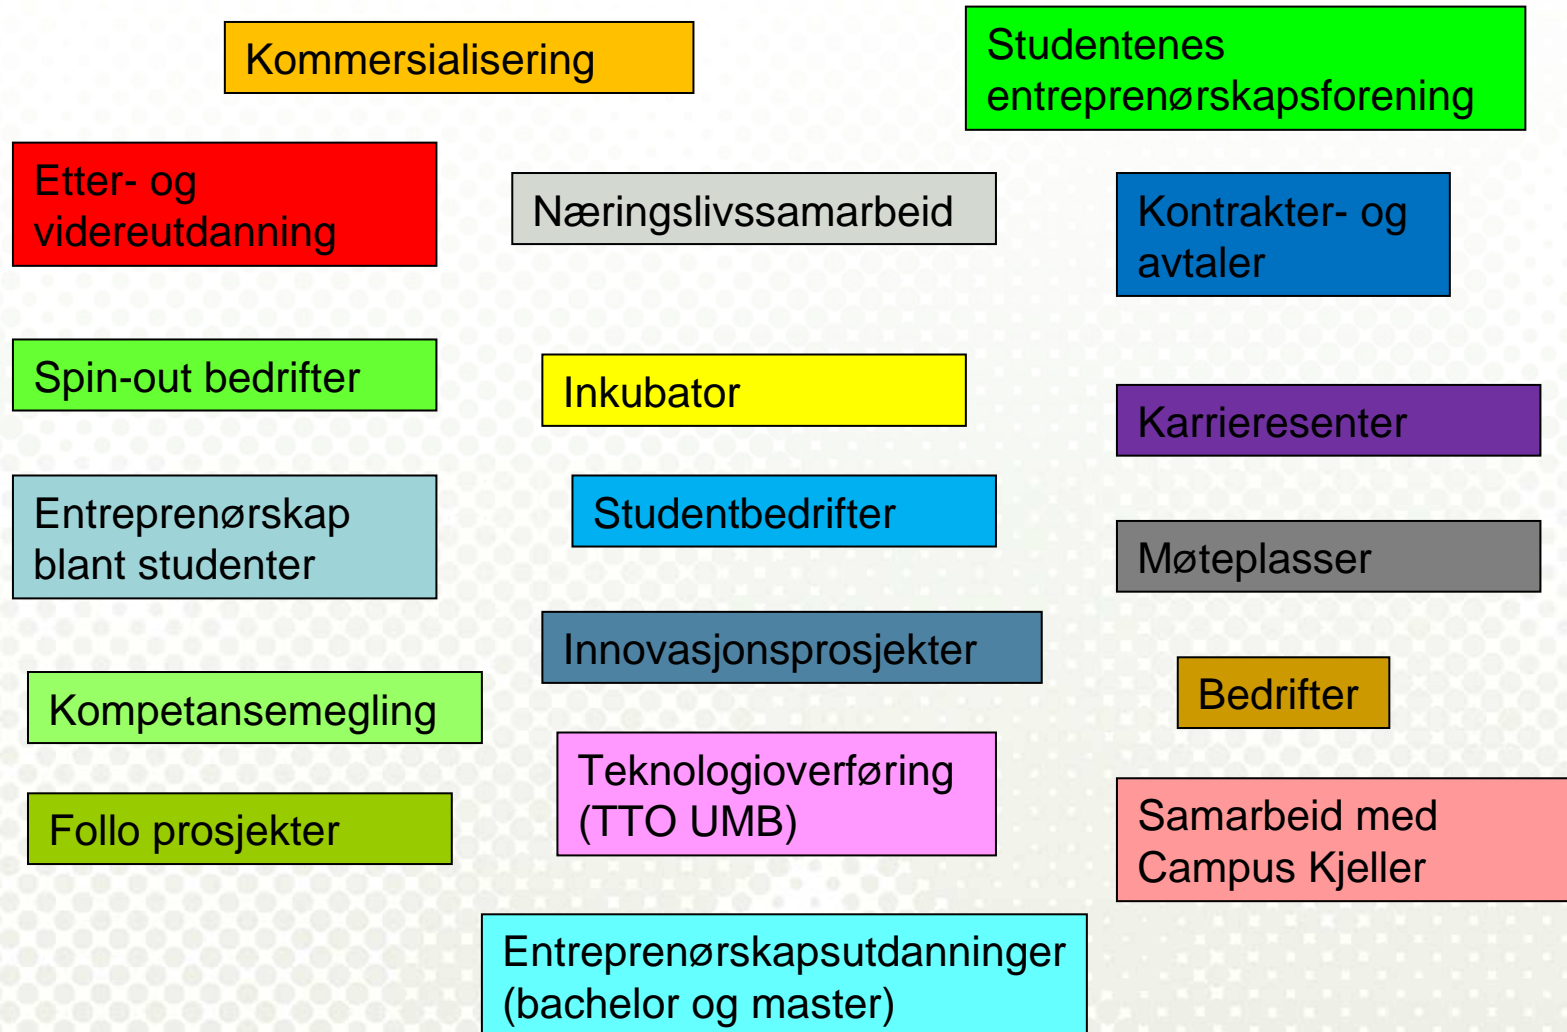 Kommersialisering
Studentenes
entreprenørskapsforening
Etter- og
videreutdanning
Næringslivssamarbeid
Kontrakter- og
avtaler
Spin-out bedrifter
Inkubator
Karrieresenter
Entreprenørskap
blant studenter
Studentbedrifter
Møteplasser
Innovasjonsprosjekter
Kompetansemegling
Bedrifter
Teknologioverføring
(TTO UMB)
Follo prosjekter
Samarbeid med
Campus Kjeller
Entreprenørskapsutdanninger
(bachelor og master)